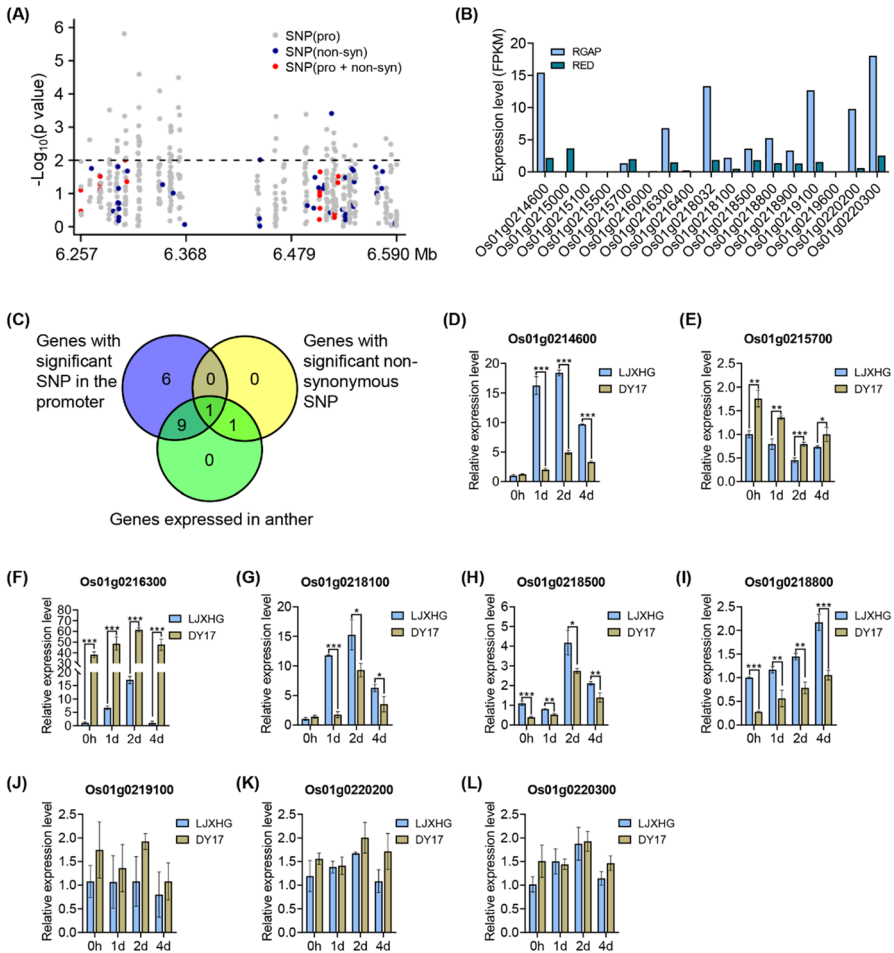 (A)
-Log10(p value)
6
5
4
3
2
1
0
6.257
6.368
6.479
6.590 Mb
SNP(pro)
SNP(non-syn)
SNP(pro + non-syn)
(B)
Expression level (FPKM)
20
15
10
5
0
RGAP
RED
Os01g0214600
Os01g0215000
Os01g0215100
Os01g0215500
Os01g0215700
Os01g0216000
Os01g0216300
Os01g0216400
Os01g0218032
Os01g0218100
Os01g0218500
Os01g0218800
Os01g0218900
Os01g0219100
Os01g0219600
Os01g0220200
Os01g0220300
(C)
Genes with
significant
SNP in the
promoter
Genes with
significant non-
synonymous
SNP
6
0
0
1
9
1
0
Genes expressed in anther
(D)
Os01g0214600
Relative expression level
20
15
10
5
0
LJXHG
DY17
***
***
***
0h
1d
2d
4d
(E)
Os01g0215700
Relative expression level
2.5
2.0
1.5
1.0
0.5
0.0
LJXHG
DY17
**
**
***
*
0h
1d
2d
4d
(F)
Os01g0216300
Relative expression level
80
70
60
50
40
30
20
15
10
5
0
LJXHG
DY17
***
***
***
***
0h
1d
2d
4d
(G)
Os01g0218100
Relative expression level
20
15
10
5
0
LJXHG
DY17
***
*
*
0h
1d
2d
4d
(H)
Os01g0218500
Relative expression level
6
5
4
3
2
1
0
LJXHG
DY17
***
**
*
**
0h
1d
2d
4d
(I)
Os01g0218800
Relative expression level
2.5
2.0
1.5
1.0
0.5
0.0
LJXHG
DY17
***
**
**
***
0h
1d
2d
4d
(J)
Os01g0219100
Relative expression level
2.5
2.0
1.5
1.0
0.5
0.0
LJXHG
DY17
0h
1d
2d
4d
(K)
Os01g0220200
Relative expression level
2.5
2.0
1.5
1.0
0.5
0.0
LJXHG
DY17
0h
1d
2d
4d
(L)
Os01g0220300
Relative expression level
2.5
2.0
1.5
1.0
0.5
0.0
LJXHG
DY17
0h
1d
2d
4d